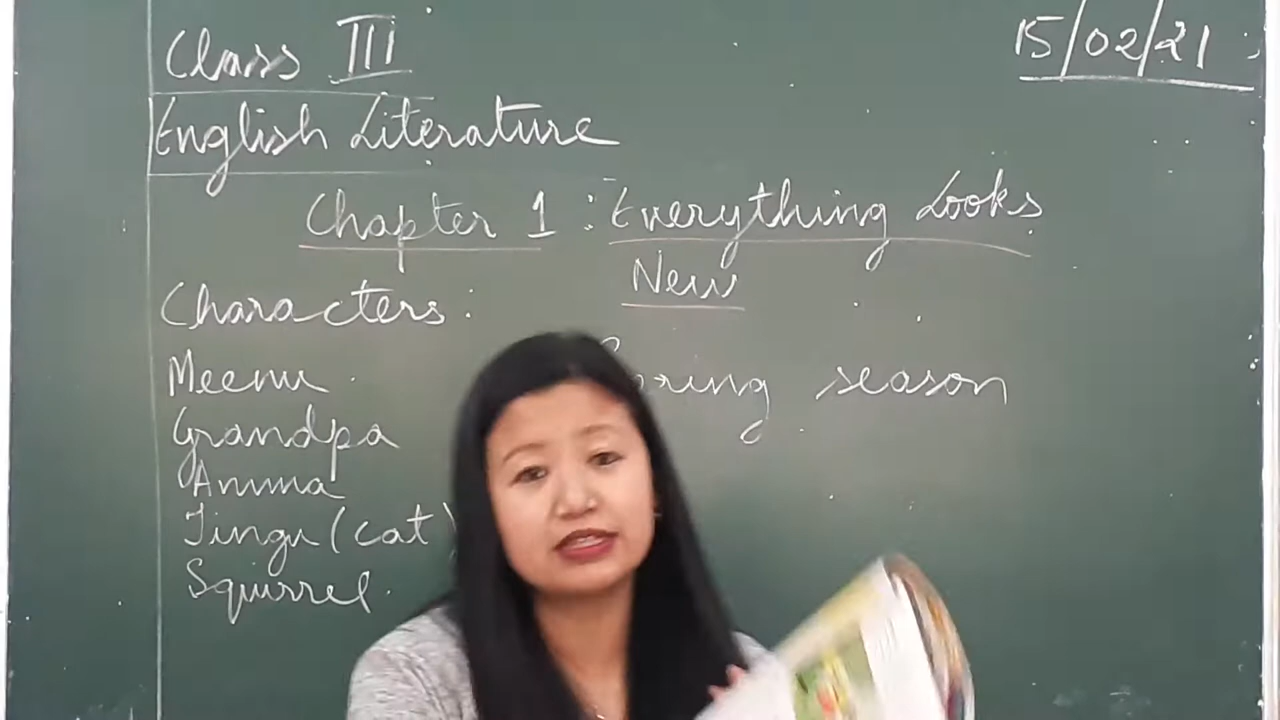 Class III
15/02/21
English Literature
Chapter 1 : Everything Looks
New
Characters :
Meenu
Spring season
Grandpa
Amma
Jingu (cat)
Squirrel.